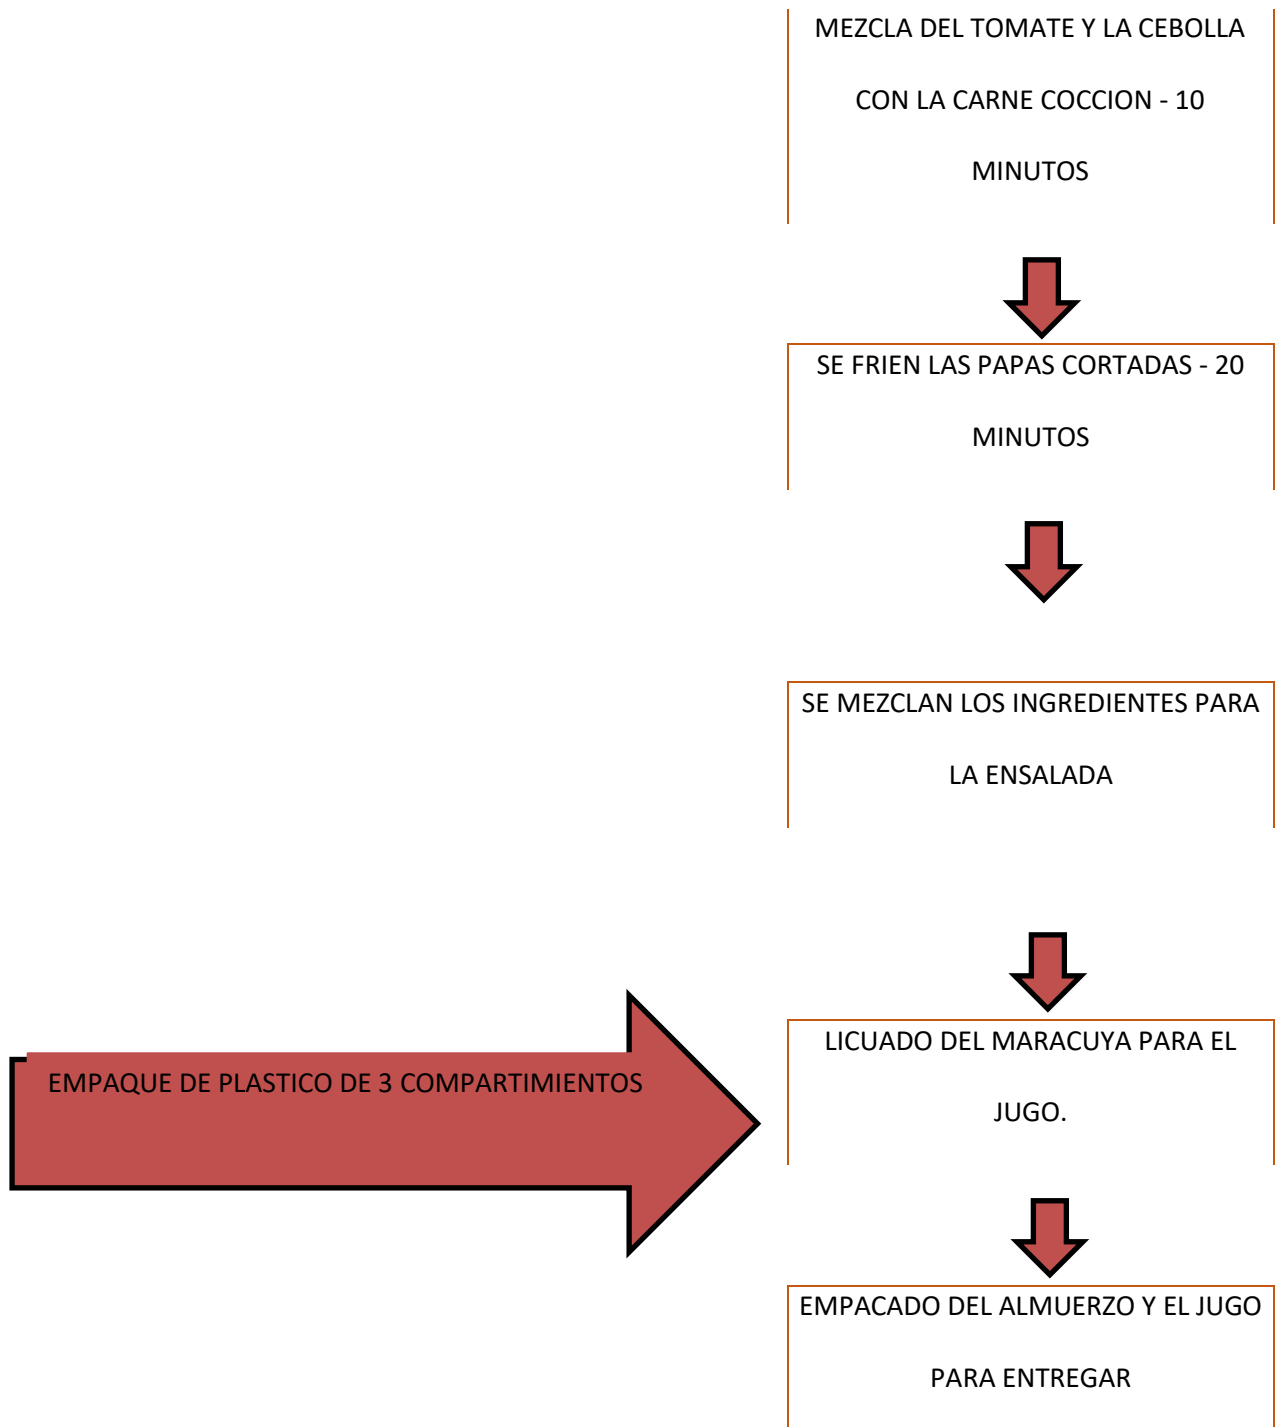 MEZCLA DEL TOMATE Y LA CEBOLLA
CON LA CARNE COCCION - 10
MINUTOS
SE FRIEN LAS PAPAS CORTADAS - 20
MINUTOS
SE MEZCLAN LOS INGREDIENTES PARA
LA ENSALADA
EMPAQUE DE PLASTICO DE 3 COMPARTIMIENTOS
LICUADO DEL MARACUYA PARA EL
JUGO.
EMPACADO DEL ALMUERZO Y EL JUGO
PARA ENTREGAR